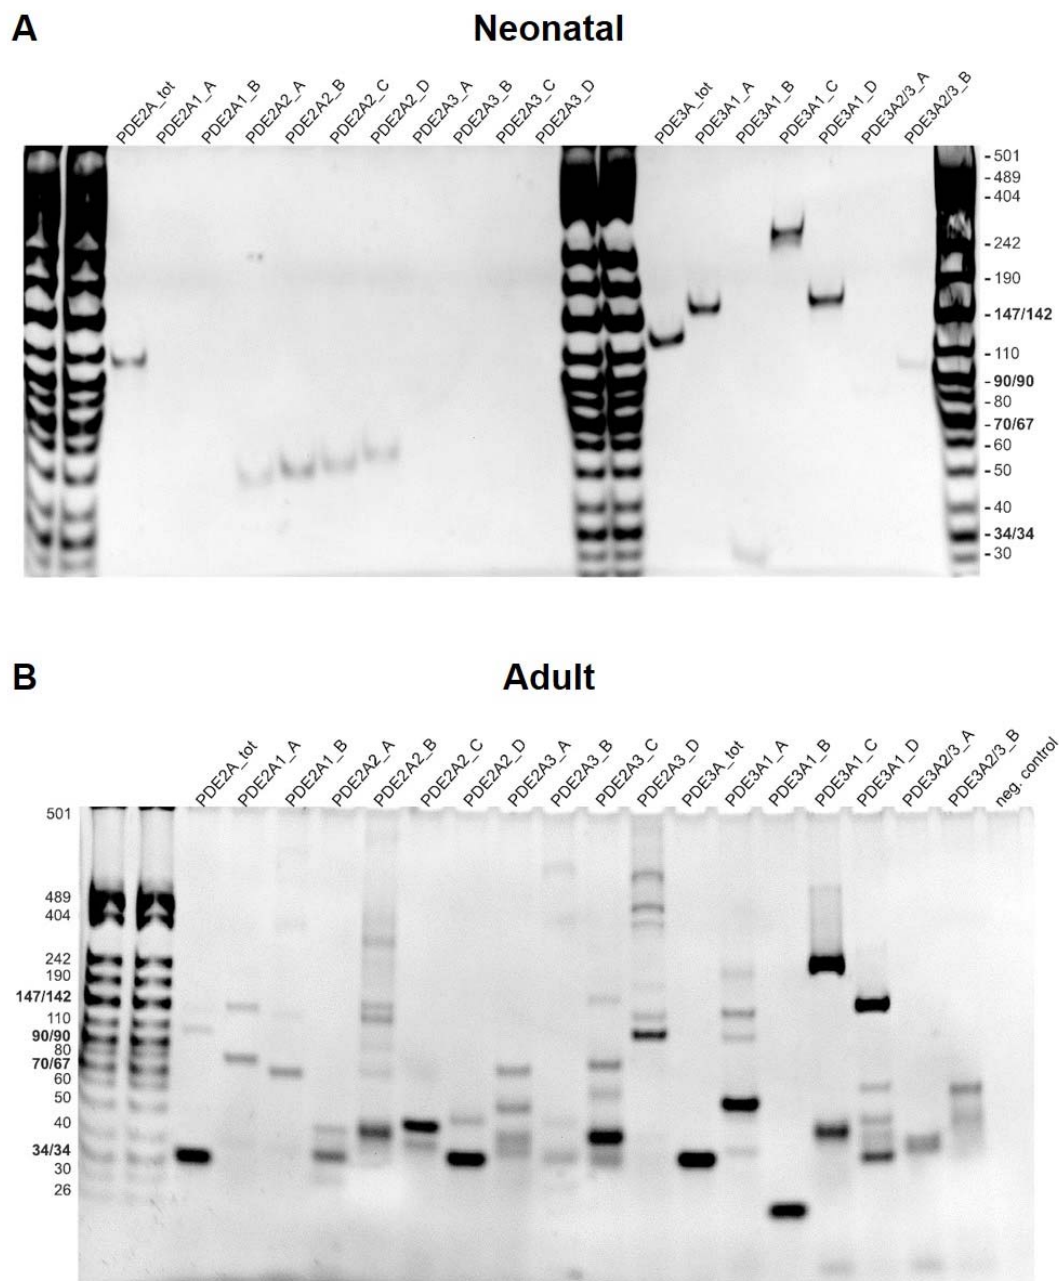 A
Neonatal
PDE2A_tot
PDE2A1_A
PDE2A1_B
PDE2A2_A
PDE2A2_B
PDE2A2_C
PDE2A2_D
PDE2A3_A
PDE2A3_B
PDE2A3_C
PDE2A3_D
PDE3A_tot
PDE3A1_A
PDE3A1_B
PDE3A1_C
PDE3A1_D
PDE3A2/3_A
PDE3A2/3_B
- 501
- 489
- 404
- 242
- 190
- 147/142
- 110
- 90/90
- 80
- 70/67
- 60
- 50
- 40
- 34/34
- 30
B
Adult
PDE2A_tot
PDE2A1_A
PDE2A1_B
PDE2A2_A
PDE2A2_B
PDE2A2_C
PDE2A2_D
PDE2A3_A
PDE2A3_B
PDE2A3_C
PDE2A3_D
PDE3A_tot
PDE3A1_A
PDE3A1_B
PDE3A1_C
PDE3A1_D
PDE3A2/3_A
PDE3A2/3_B
neg. control
501
489
404
242
190
147/142
110
90/90
80
70/67
60
50
40
34/34
30
26